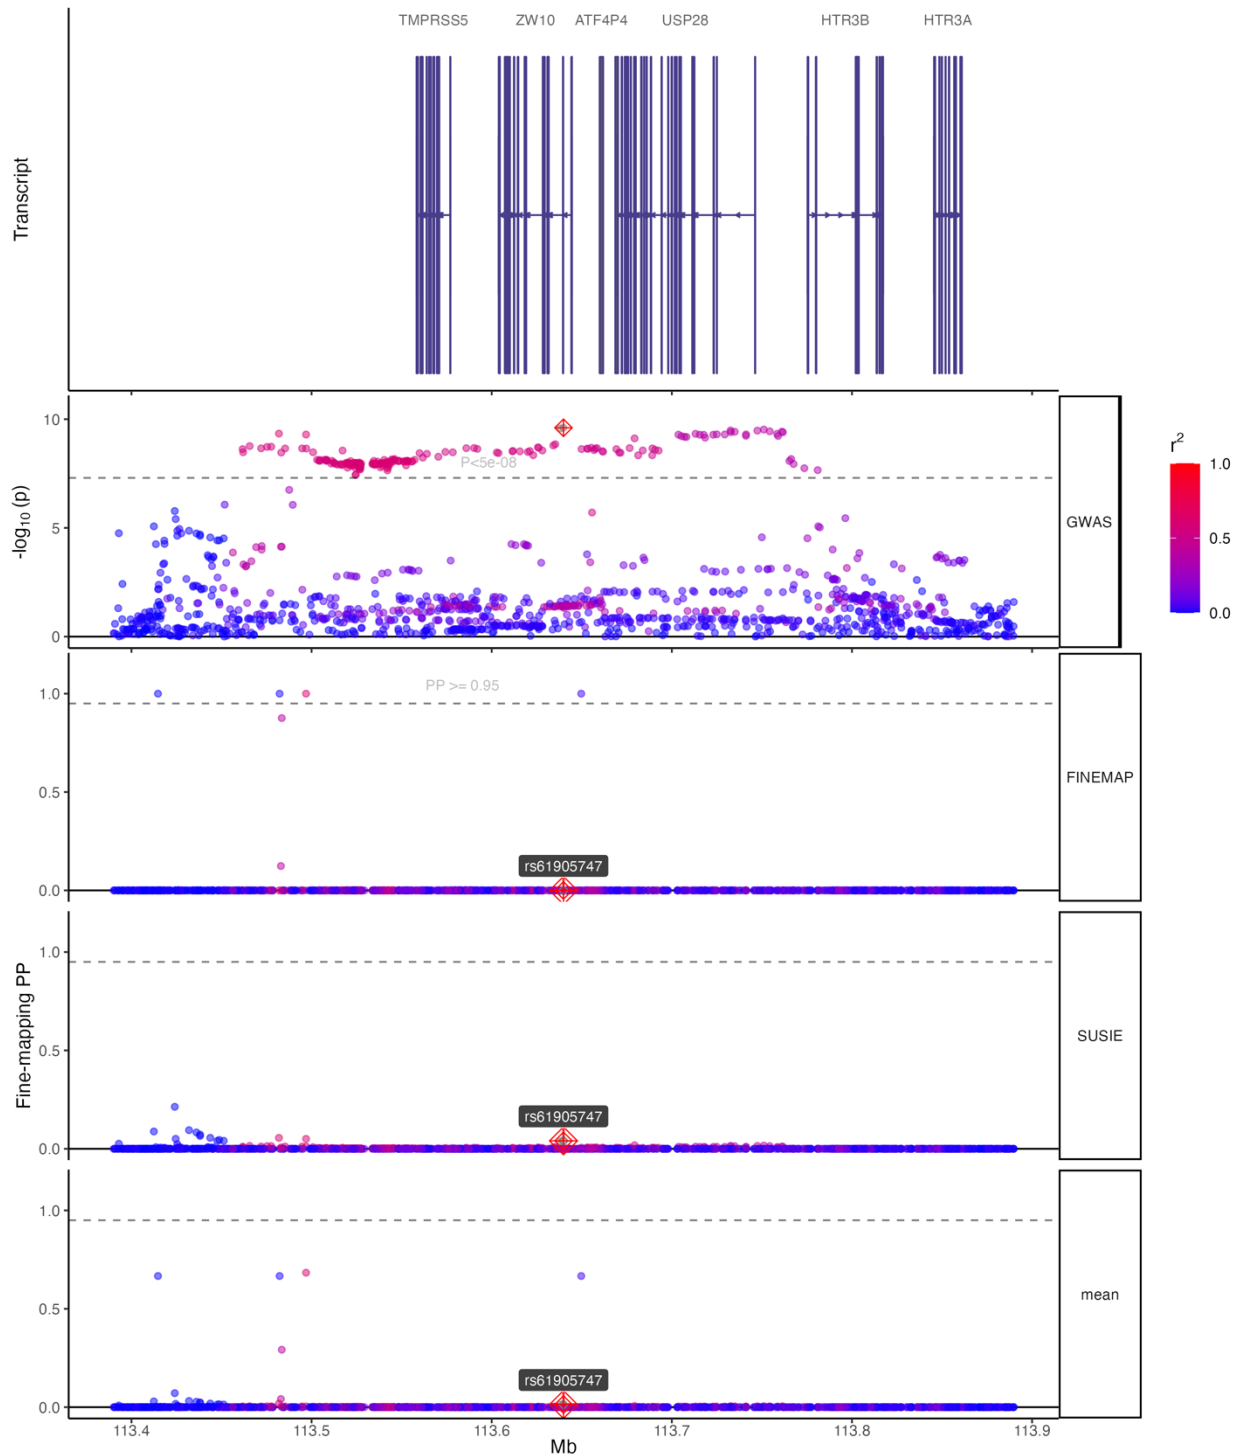 TMPRSS5 ZW10 ATF4P4 USP28 HTR3B HTR3A
Transcript
10
5
0
-log10 (p)
P<5e-08
GWAS
r2
1.0
0.5
0.0
1.0
0.5
0.0
PP >= 0.95
rs61905747
FINEMAP
Fine-mapping PP
1.0
0.5
0.0
rs61905747
SUSIE
1.0
0.5
0.0
rs61905747
mean
113.4 113.5 113.6 113.7 113.8 113.9
Mb